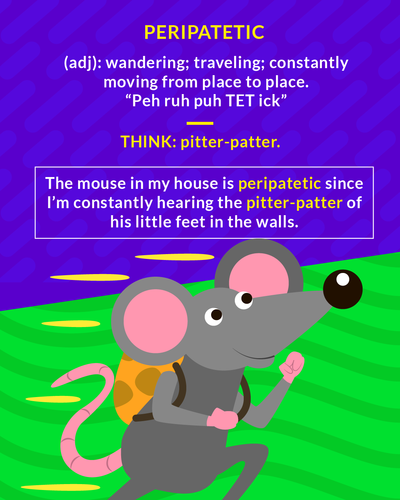 PERIPATETIC
(adj): wandering; traveling; constantly
moving from place to place.
“Peh ruh puh TET ick”
THINK: pitter-patter.
The mouse in my house is peripatetic since
I’m constantly hearing the pitter-patter of
his little feet in the walls.